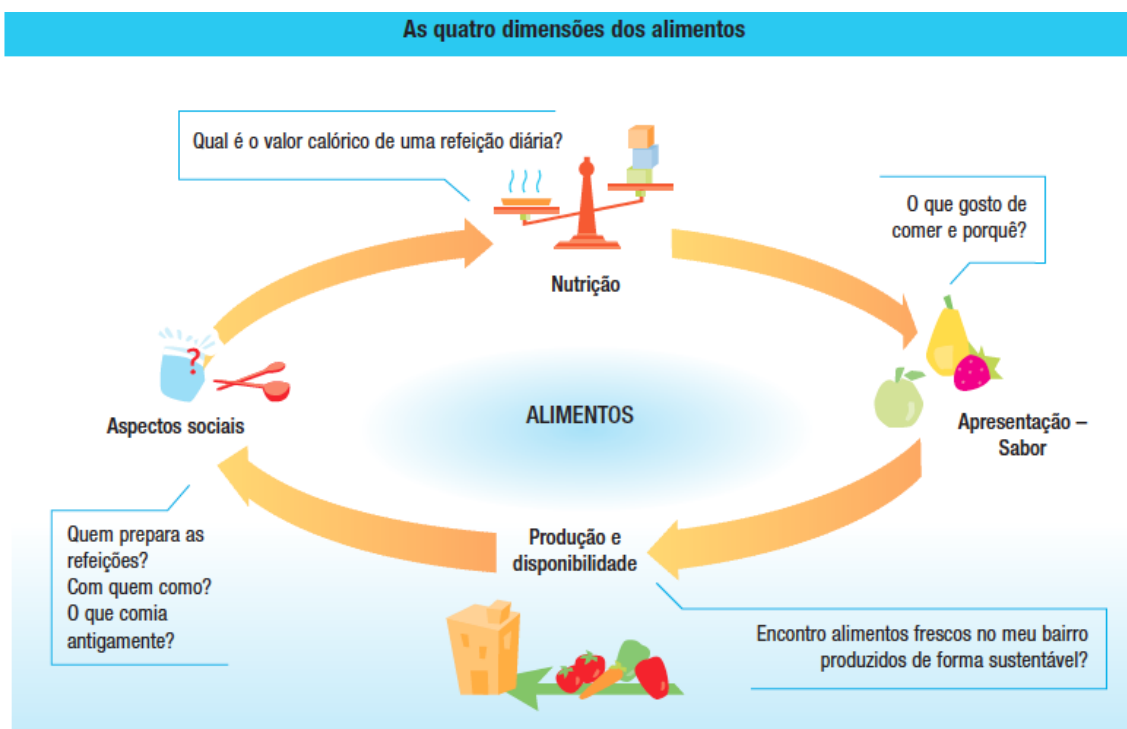 As quatro dimensões dos alimentos
Qual é o valor calórico de uma refeição diária?
O que gosto de
comer e porquê?
Nutrição
?
Aspectos sociais
ALIMENTOS
Apresentação –
Sabor
Quem prepara as
refeições?
Com quem como?
O que comia
antigamente?
Produção e
disponibilidade
Encontro alimentos frescos no meu bairro
produzidos de forma sustentável?